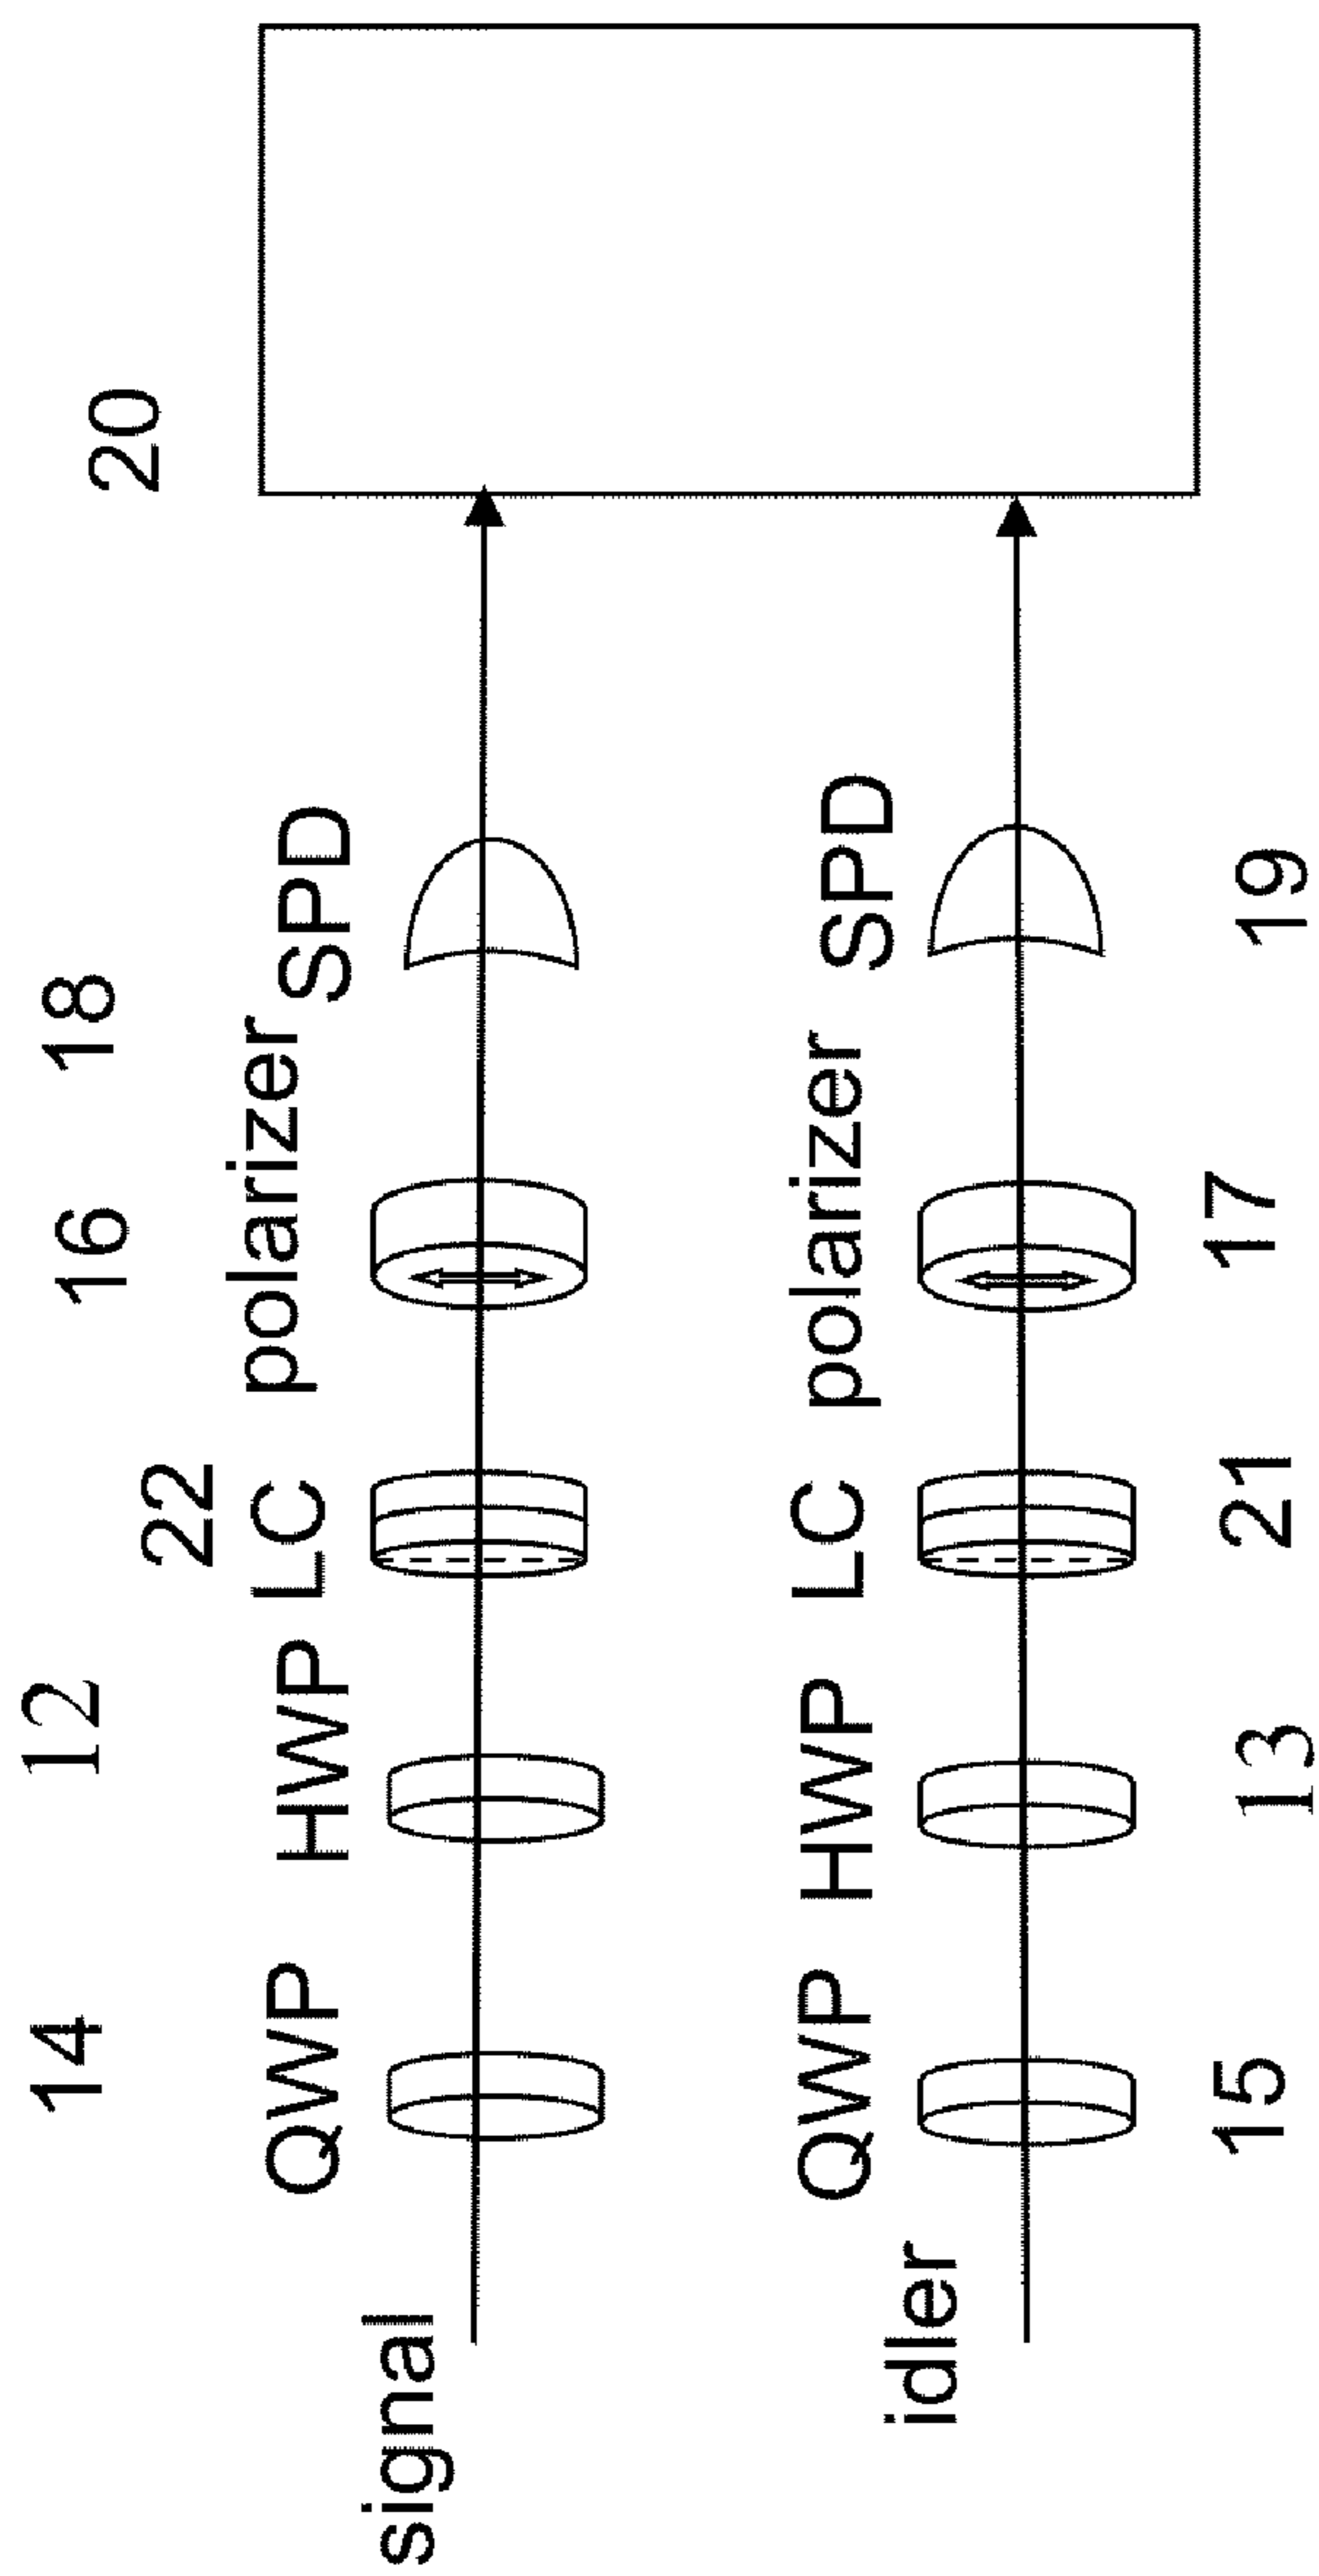 20
14
12
22
16
18
signal
QWP
HWP
LC
polarizer
SPD
idler
QWP
HWP
LC
polarizer
SPD
15
13
21
17
19